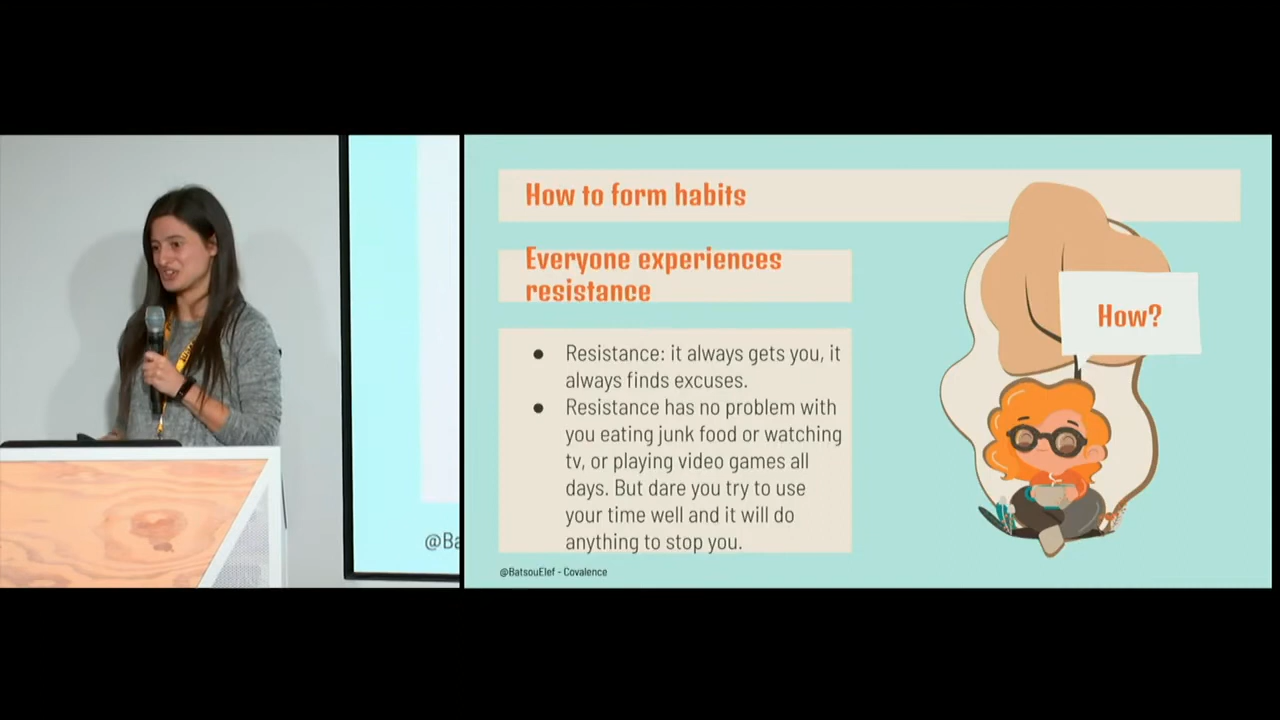 How to form habits
Everyone experiences
resistance
How?
● Resistance: it always gets you, it
always finds excuses.
● Resistance has no problem with
you eating junk food or watching
tv, or playing video games all
days. But dare you try to use
your time well and it will do
anything to stop you.
@BatsouElef - Covalence
@Ba